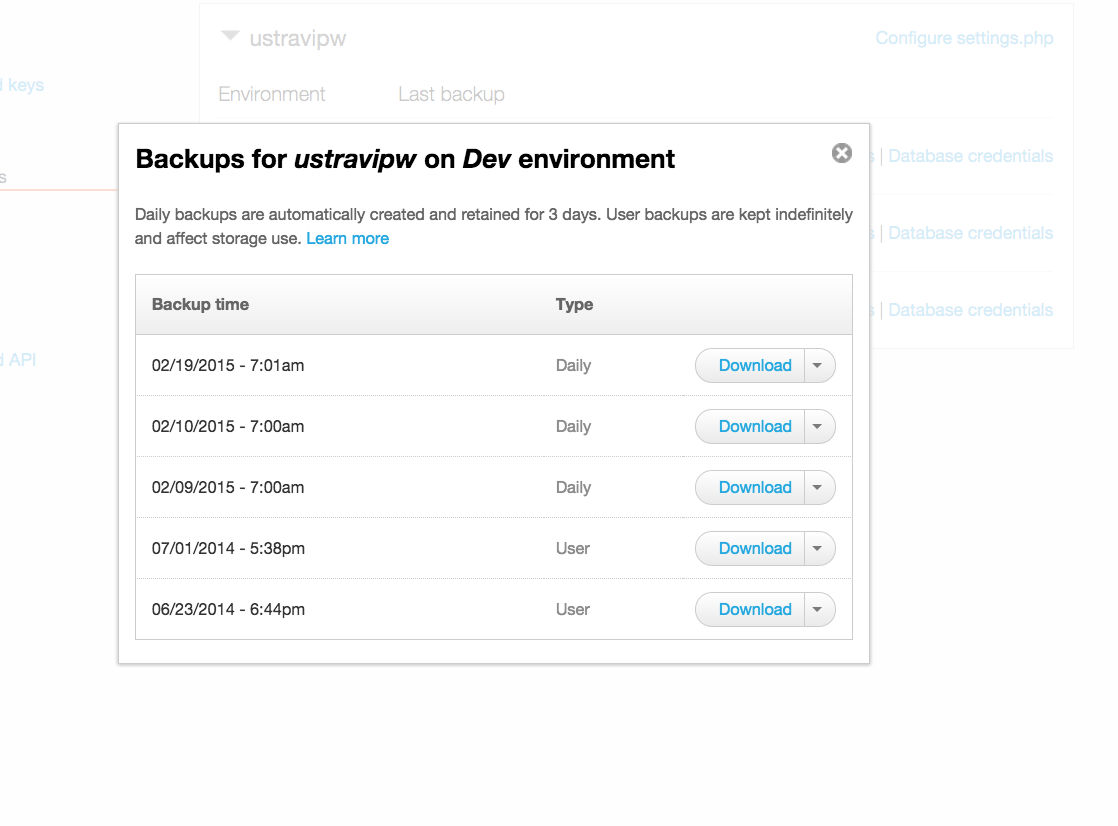 ustravipw
Configure settings.php
keys
Environment Last backup
Backups for ustravipw on Dev environment
| Database credentials
Daily backups are automatically created and retained for 3 days. User backups are kept indefinitely
and affect storage use. Learn more
| Database credentials
Backup time Type
| Database credentials
API
02/19/2015 - 7:01am Daily Download
02/10/2015 - 7:00am Daily Download
02/09/2015 - 7:00am Daily Download
07/01/2014 - 5:38pm User Download
06/23/2014 - 6:44pm User Download